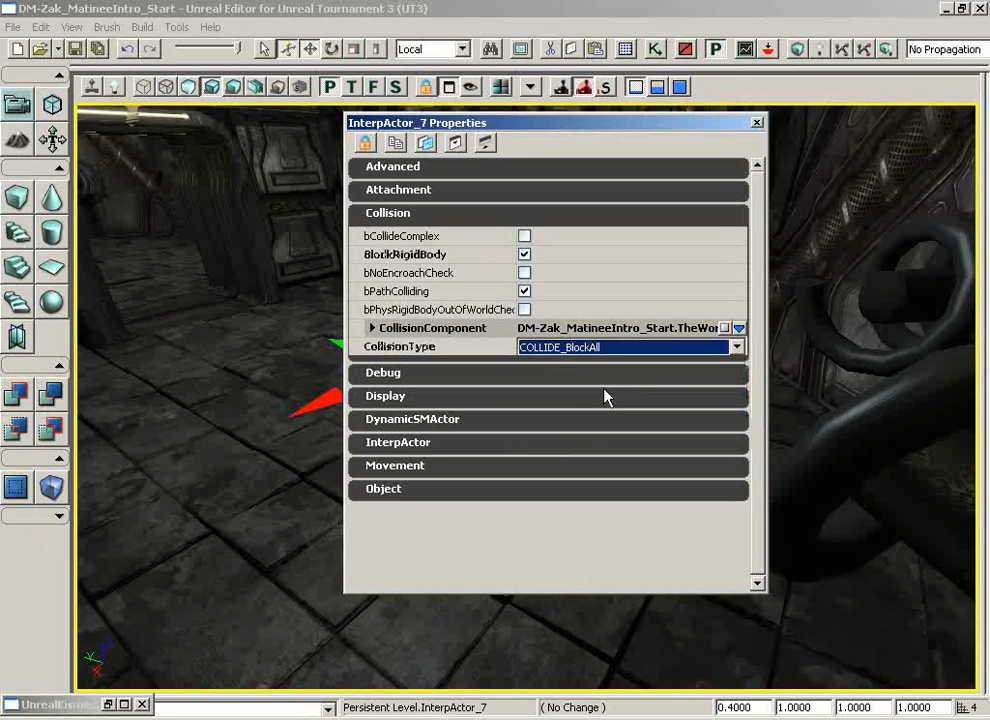 DM-Zak_MatineeIntro_Start - Unreal Editor for Unreal Tournament 3 (UT3)
File Edit View Brush Build Tools Help
Local
K
P
No Propagation
P T F S
S
InterpActor_7 Properties
Advanced
Attachment
Collision
bCollideComplex
BlockRigidBody
bNoEncroachCheck
bPathColliding
bPhysRigidBodyOutOfWorldChec
CollisionComponent DM-Zak_MatineeIntro_Start.TheWor
CollisionType COLLIDE_BlockAll
Debug
Display
DynamicSMActor
InterpActor
Movement
Object
Y
X
UnrealKisme
Persistent Level.InterpActor_7 ( No Change ) 0.4000 1.0000 1.0000 1.0000 4